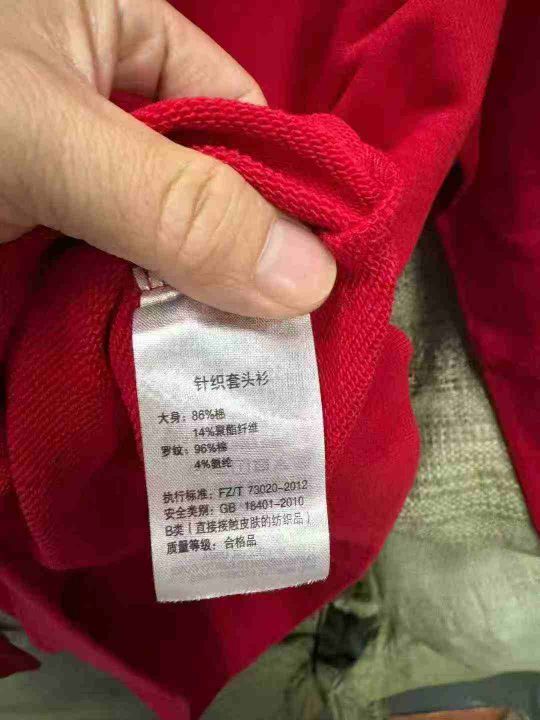 针织套头衫
大身：86%棉
14%聚酯纤维
罗纹：96%棉
4%氨纶
执行标准：FZ/T 73020-2012
安全类别：GB 18401-2010
B类（直接接触皮肤的纺织品）
质量等级：合格品